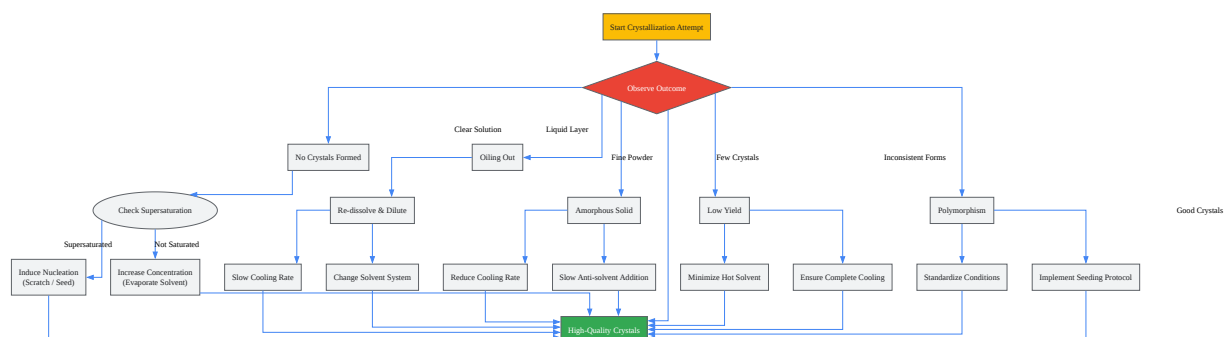 Start Crystallization Attempt
Observe Outcome
Clear Solution
Liquid Layer
No Crystals Formed
Oiling Out
Fine Powder
Few Crystals
Inconsistent Forms
Check Supersaturation
Re-dissolve & Dilute
Amorphous Solid
Low Yield
Polymorphism
Good Crystals
Supersaturated
Not Saturated
Induce Nucleation
(Scratch / Seed)
Increase Concentration
(Evaporate Solvent)
Slow Cooling Rate
Change Solvent System
Reduce Cooling Rate
Slow Anti-solvent Addition
Minimize Hot Solvent
Ensure Complete Cooling
Standardize Conditions
Implement Seeding Protocol
High-Quality Crystals